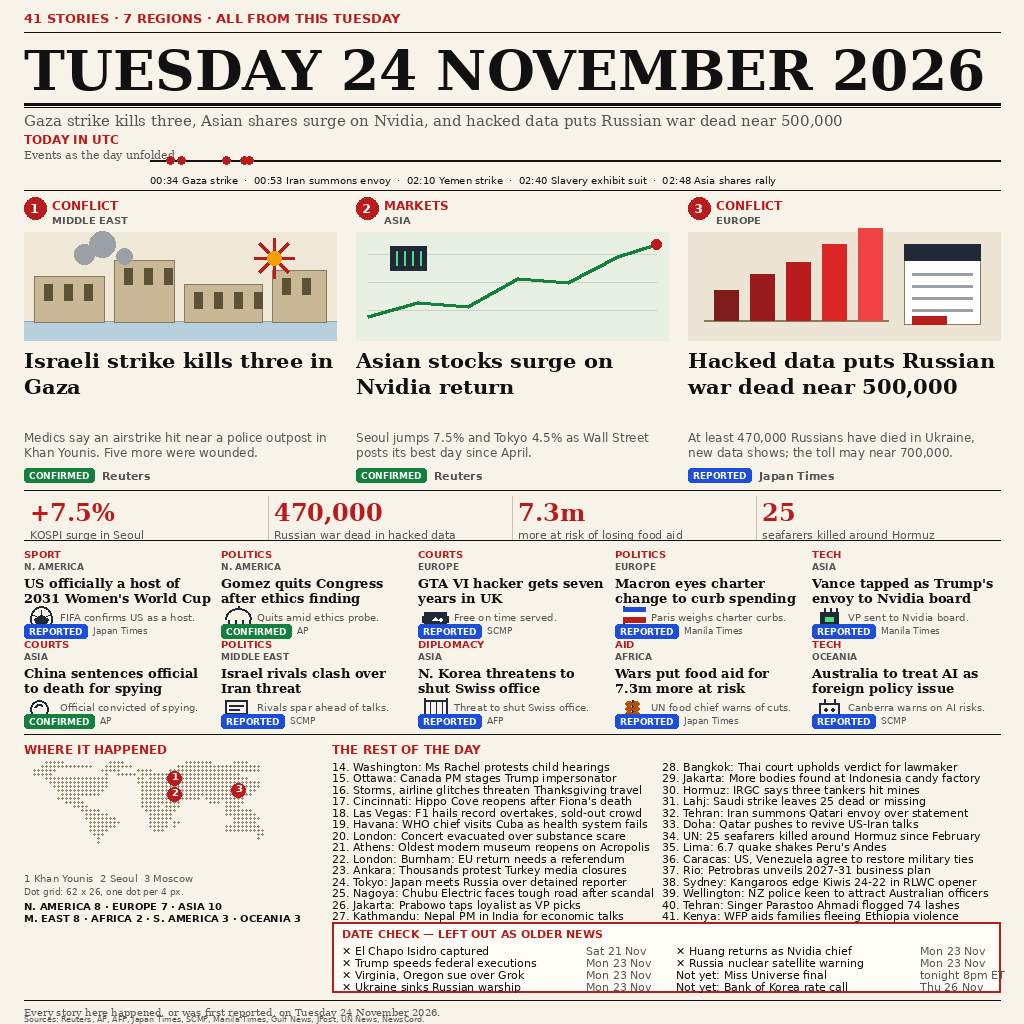 41 STORIES · 7 REGIONS · ALL FROM THIS TUESDAY
TUESDAY 24 NOVEMBER 2026
Gaza strike kills three, Asian shares surge on Nvidia, and hacked data puts Russian war dead near 500,000
TODAY IN UTC
Events as the day unfolded
00:34 Gaza strike · 00:53 Iran summons envoy · 02:10 Yemen strike · 02:40 Slavery exhibit suit · 02:48 Asia shares rally
1 CONFLICT
MIDDLE EAST
Israeli strike kills three in
Gaza
Medics say an airstrike hit near a police outpost in
Khan Younis. Five more were wounded.
CONFIRMED Reuters
2 MARKETS
ASIA
Asian stocks surge on
Nvidia return
Seoul jumps 7.5% and Tokyo 4.5% as Wall Street
posts its best day since April.
CONFIRMED Reuters
3 CONFLICT
EUROPE
Hacked data puts Russian
war dead near 500,000
At least 470,000 Russians have died in Ukraine,
new data shows; the toll may near 700,000.
REPORTED Japan Times
+7.5%
KOSPI surge in Seoul
470,000
Russian war dead in hacked data
7.3m
more at risk of losing food aid
25
seafarers killed around Hormuz
SPORT
N. AMERICA
US officially a host of
2031 Women's World Cup
FIFA confirms US as a host.
REPORTED Japan Times
POLITICS
N. AMERICA
Gomez quits Congress
after ethics finding
Quits amid ethics probe.
CONFIRMED AP
COURTS
EUROPE
GTA VI hacker gets seven
years in UK
Free on time served.
REPORTED SCMP
POLITICS
EUROPE
Macron eyes charter
change to curb spending
Paris weighs charter curbs.
REPORTED Manila Times
TECH
ASIA
Vance tapped as Trump's
envoy to Nvidia board
VP sent to Nvidia board.
REPORTED Manila Times
COURTS
ASIA
China sentences official
to death for spying
Official convicted of spying.
CONFIRMED AP
POLITICS
MIDDLE EAST
Israel rivals clash over
Iran threat
Rivals spar ahead of talks.
REPORTED SCMP
DIPLOMACY
ASIA
N. Korea threatens to
shut Swiss office
Threat to shut Swiss office.
REPORTED AFP
AID
AFRICA
Wars put food aid for
7.3m more at risk
UN food chief warns of cuts.
REPORTED Japan Times
TECH
OCEANIA
Australia to treat AI as
foreign policy issue
Canberra warns on AI risks.
REPORTED SCMP
WHERE IT HAPPENED
1
2
3
1 Khan Younis 2 Seoul 3 Moscow
Dot grid: 62 x 26, one dot per 4 px.
N. AMERICA 8 · EUROPE 7 · ASIA 10
M. EAST 8 · AFRICA 2 · S. AMERICA 3 · OCEANIA 3
THE REST OF THE DAY
14. Washington: Ms Rachel protests child hearings
15. Ottawa: Canada PM stages Trump impersonator
16. Storms, airline glitches threaten Thanksgiving travel
17. Cincinnati: Hippo Cove reopens after Fiona's death
18. Las Vegas: F1 hails record overtakes, sold-out crowd
19. Havana: WHO chief visits Cuba as health system fails
20. London: Concert evacuated over substance scare
21. Athens: Oldest modern museum reopens on Acropolis
22. London: Burnham: EU return needs a referendum
23. Ankara: Thousands protest Turkey media closures
24. Tokyo: Japan meets Russia over detained reporter
25. Nagoya: Chubu Electric faces tough road after scandal
26. Jakarta: Prabowo taps loyalist as VP picks
27. Kathmandu: Nepal PM in India for economic talks
28. Bangkok: Thai court upholds verdict for lawmaker
29. Jakarta: More bodies found at Indonesia candy factory
30. Hormuz: IRGC says three tankers hit mines
31. Lahj: Saudi strike leaves 25 dead or missing
32. Tehran: Iran summons Qatari envoy over statement
33. Doha: Qatar pushes to revive US-Iran talks
34. UN: 25 seafarers killed around Hormuz since February
35. Lima: 6.7 quake shakes Peru's Andes
36. Caracas: US, Venezuela agree to restore military ties
37. Rio: Petrobras unveils 2027-31 business plan
38. Sydney: Kangaroos edge Kiwis 24-22 in RLWC opener
39. Wellington: NZ police keen to attract Australian officers
40. Tehran: Singer Parastoo Ahmadi flogged 74 lashes
41. Kenya: WFP aids families fleeing Ethiopia violence
DATE CHECK — LEFT OUT AS OLDER NEWS
✕ El Chapo Isidro captured Sat 21 Nov
✕ Trump speeds federal executions Mon 23 Nov
✕ Virginia, Oregon sue over Grok Mon 23 Nov
✕ Ukraine sinks Russian warship Mon 23 Nov
✕ Huang returns as Nvidia chief Mon 23 Nov
✕ Russia nuclear satellite warning Mon 23 Nov
Not yet: Miss Universe final tonight 8pm ET
Not yet: Bank of Korea rate call Thu 26 Nov
Every story here happened, or was first reported, on Tuesday 24 November 2026.
Sources: Reuters, AP, AFP, Japan Times, SCMP, Manila Times, Gulf News, JPost, UN News, NewsCord.